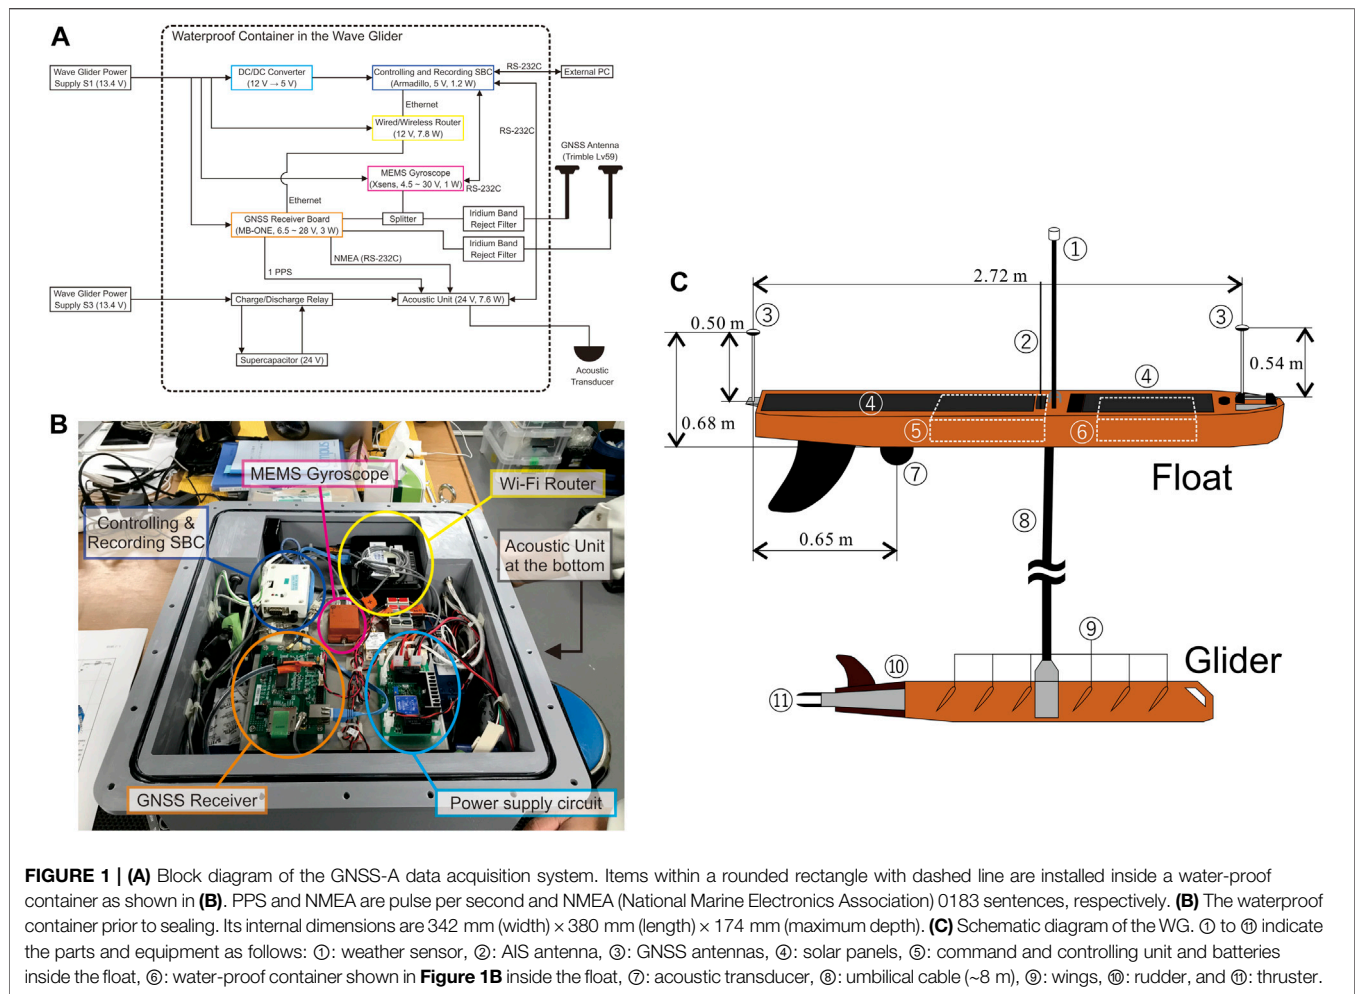 A
Waterproof Container in the Wave Glider
Wave Glider Power
Supply S1 (13.4 V)
DC/DC Converter
(12 V → 5 V)
Controlling and Recording SBC
(Armadillo, 5 V, 1.2 W)
RS-232C
External PC
Ethernet
Wired/Wireless Router
(12 V, 7.8 W)
RS-232C
GNSS Antenna
(Trimble Lv59)
MEMS Gyroscope
(Xsens, 4.5 ~ 30 V, 1 W)
RS-232C
Ethernet
GNSS Receiver Board
(MB-ONE, 6.5 ~ 28 V, 3 W)
Splitter
Iridium Band
Reject Filter
Iridium Band
Reject Filter
NMEA (RS-232C)
1 PPS
Wave Glider Power
Supply S3 (13.4 V)
Charge/Discharge Relay
Acoustic Unit (24 V, 7.6 W)
Supercapacitor (24 V)
Acoustic
Transducer
B
MEMS Gyroscope
Wi-Fi Router
Controlling &
Recording SBC
Acoustic Unit
at the bottom
GNSS Receiver
Power supply circuit
C
①
2.72 m
③
③
0.50 m
②
0.54 m
④
④
0.68 m
⑤
⑥
⑦
Float
⑧
0.65 m
⑨
Glider
⑩
⑪
FIGURE 1 | (A) Block diagram of the GNSS-A data acquisition system. Items within a rounded rectangle with dashed line are installed inside a water-proof
container as shown in (B). PPS and NMEA are pulse per second and NMEA (National Marine Electronics Association) 0183 sentences, respectively. (B) The waterproof
container prior to sealing. Its internal dimensions are 342 mm (width) × 380 mm (length) × 174 mm (maximum depth). (C) Schematic diagram of the WG. ① to ⑪ indicate
the parts and equipment as follows: ①: weather sensor, ②: AIS antenna, ③: GNSS antennas, ④: solar panels, ⑤: command and controlling unit and batteries
inside the float, ⑥: water-proof container shown in Figure 1B inside the float, ⑦: acoustic transducer, ⑧: umbilical cable (~8 m), ⑨: wings, ⑩: rudder, and ⑪: thruster.